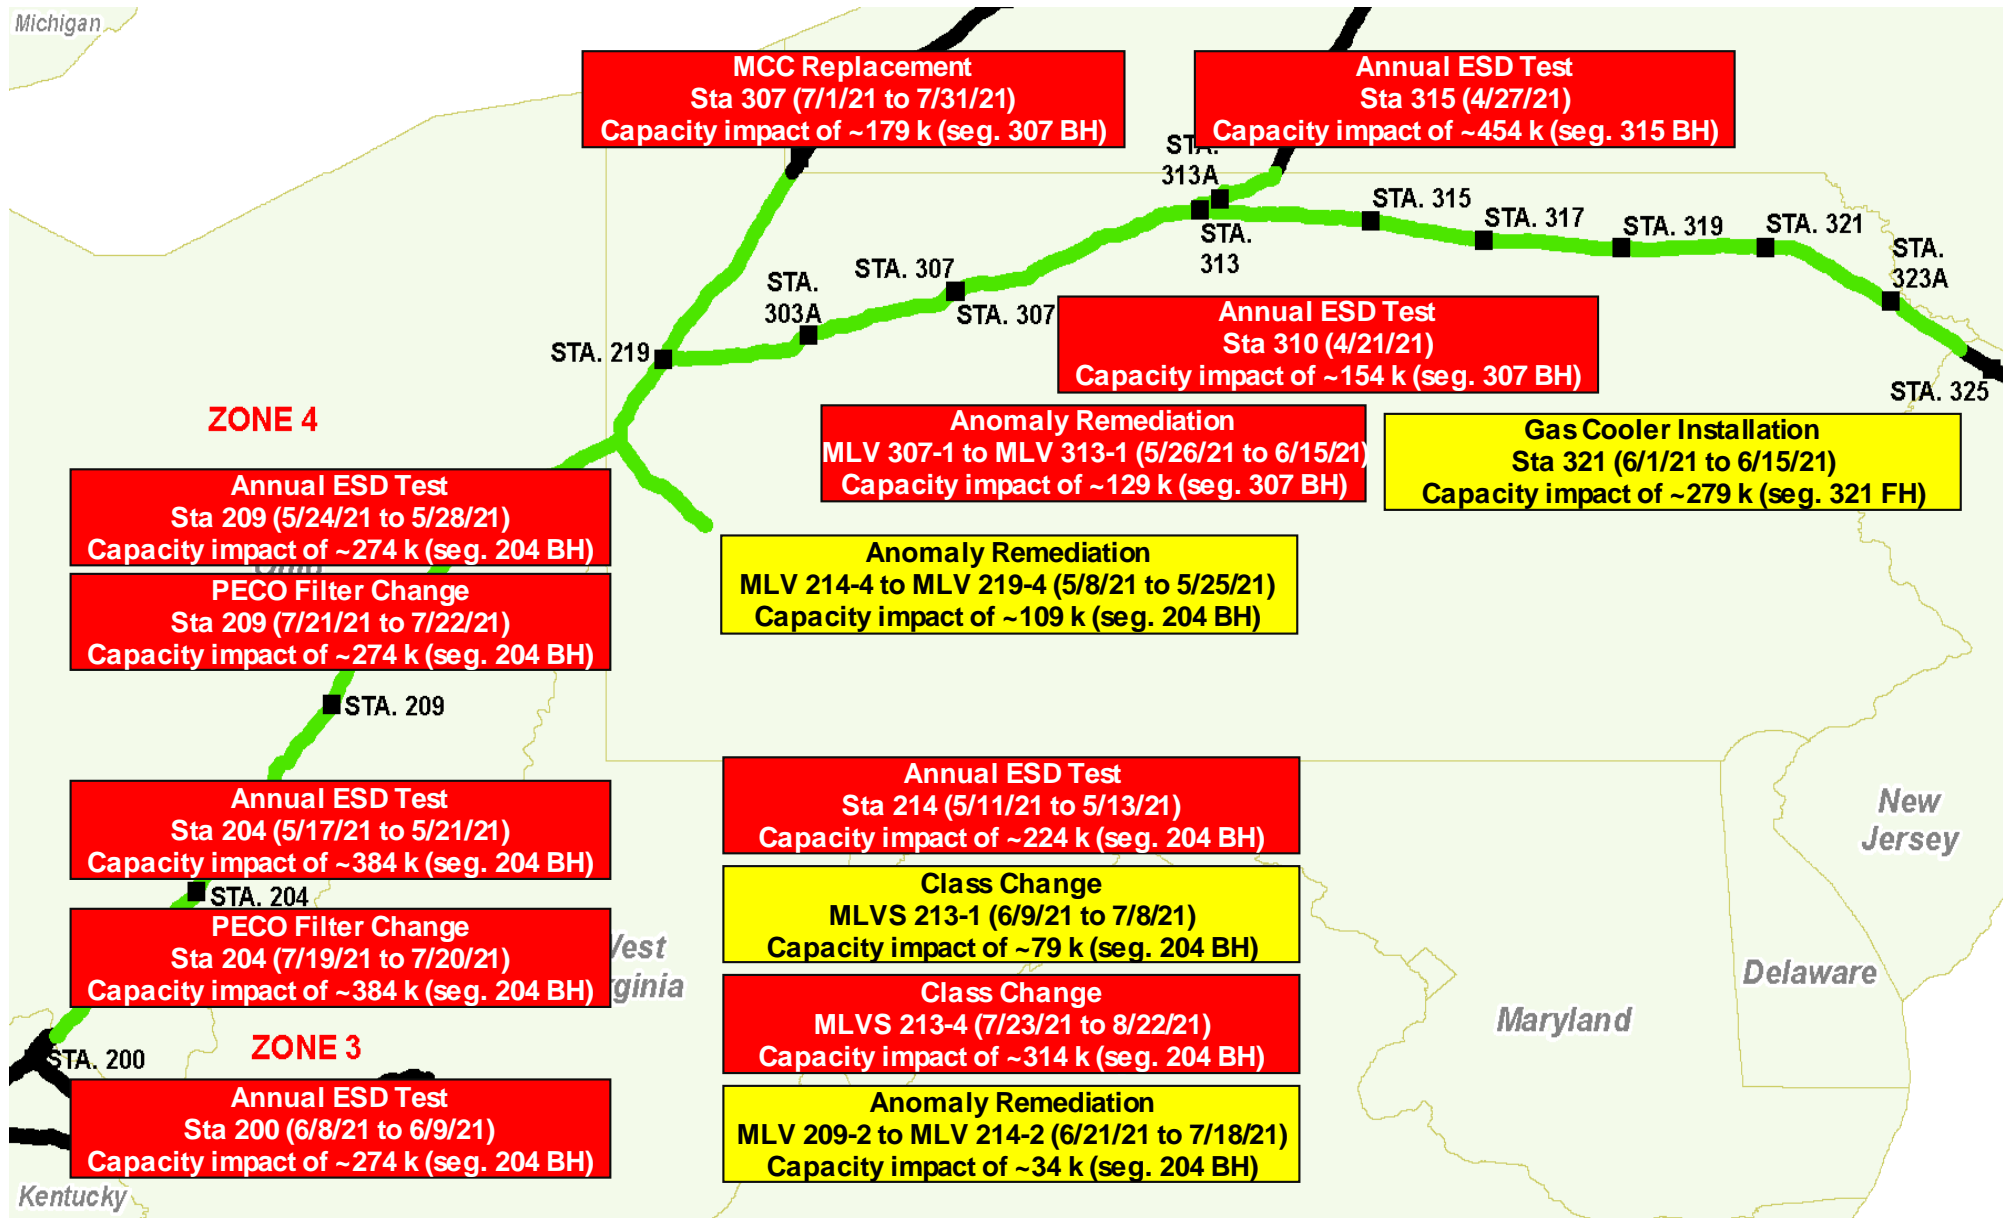 Michigan
MCC Replacement
Sta 307 (7/1/21 to 7/31/21)
Capacity impact of ~179 k (seg. 307 BH)
Annual ESD Test
Sta 315 (4/27/21)
Capacity impact of ~454 k (seg. 315 BH)
STA.
313A
STA. 315
STA. 317
STA. 319
STA. 321
STA.
323A
STA.
313
STA. 307
STA.
303A
STA. 307
STA. 219
STA. 325
Annual ESD Test
Sta 310 (4/21/21)
Capacity impact of ~154 k (seg. 307 BH)
ZONE 4
Anomaly Remediation
MLV 307-1 to MLV 313-1 (5/26/21 to 6/15/21)
Capacity impact of ~129 k (seg. 307 BH)
Gas Cooler Installation
Sta 321 (6/1/21 to 6/15/21)
Capacity impact of ~279 k (seg. 321 FH)
Annual ESD Test
Sta 209 (5/24/21 to 5/28/21)
Capacity impact of ~274 k (seg. 204 BH)
Anomaly Remediation
MLV 214-4 to MLV 219-4 (5/8/21 to 5/25/21)
Capacity impact of ~109 k (seg. 204 BH)
PECO Filter Change
Sta 209 (7/21/21 to 7/22/21)
Capacity impact of ~274 k (seg. 204 BH)
STA. 209
Annual ESD Test
Sta 204 (5/17/21 to 5/21/21)
Capacity impact of ~384 k (seg. 204 BH)
Annual ESD Test
Sta 214 (5/11/21 to 5/13/21)
Capacity impact of ~224 k (seg. 204 BH)
New
Jersey
STA. 204
Class Change
MLVS 213-1 (6/9/21 to 7/8/21)
Capacity impact of ~79 k (seg. 204 BH)
PECO Filter Change
Sta 204 (7/19/21 to 7/20/21)
Capacity impact of ~384 k (seg. 204 BH)
Class Change
MLVS 213-4 (7/23/21 to 8/22/21)
Capacity impact of ~314 k (seg. 204 BH)
Delaware
Maryland
ZONE 3
STA. 200
Annual ESD Test
Sta 200 (6/8/21 to 6/9/21)
Capacity impact of ~274 k (seg. 204 BH)
Anomaly Remediation
MLV 209-2 to MLV 214-2 (6/21/21 to 7/18/21)
Capacity impact of ~34 k (seg. 204 BH)
Kentucky